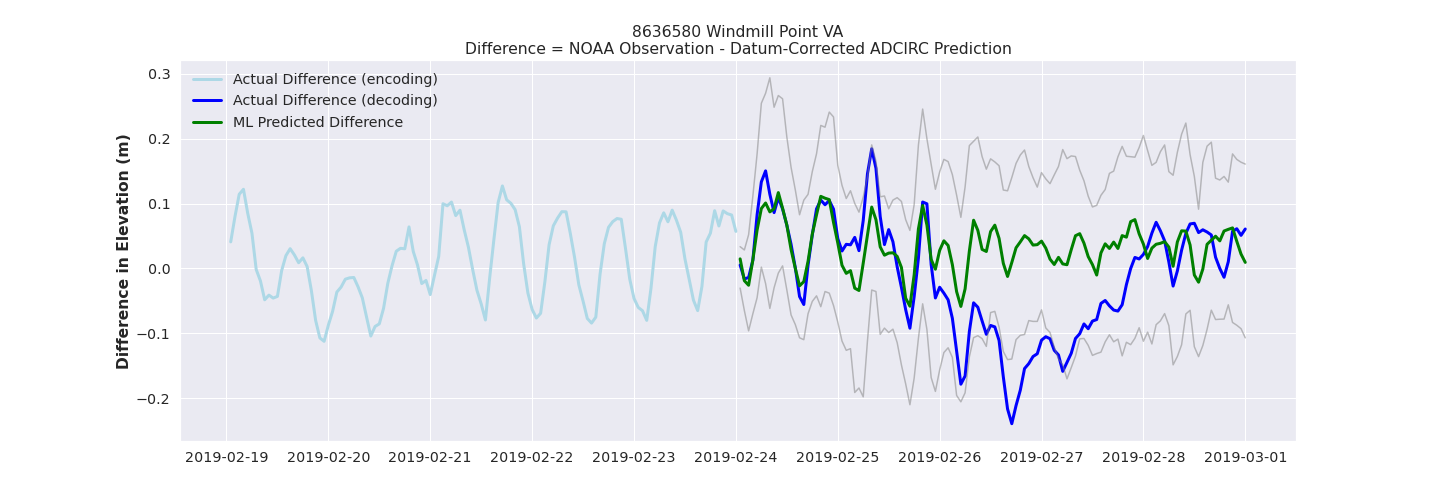 8636580 Windmill Point VA
Difference = NOAA Observation - Datum-Corrected ADCIRC Prediction
Difference in Elevation (m)
0.3
0.2
0.1
0.0
−0.1
−0.2
Actual Difference (encoding)
Actual Difference (decoding)
ML Predicted Difference
2019-02-19 2019-02-20 2019-02-21 2019-02-22 2019-02-23 2019-02-24 2019-02-25 2019-02-26 2019-02-27 2019-02-28 2019-03-01